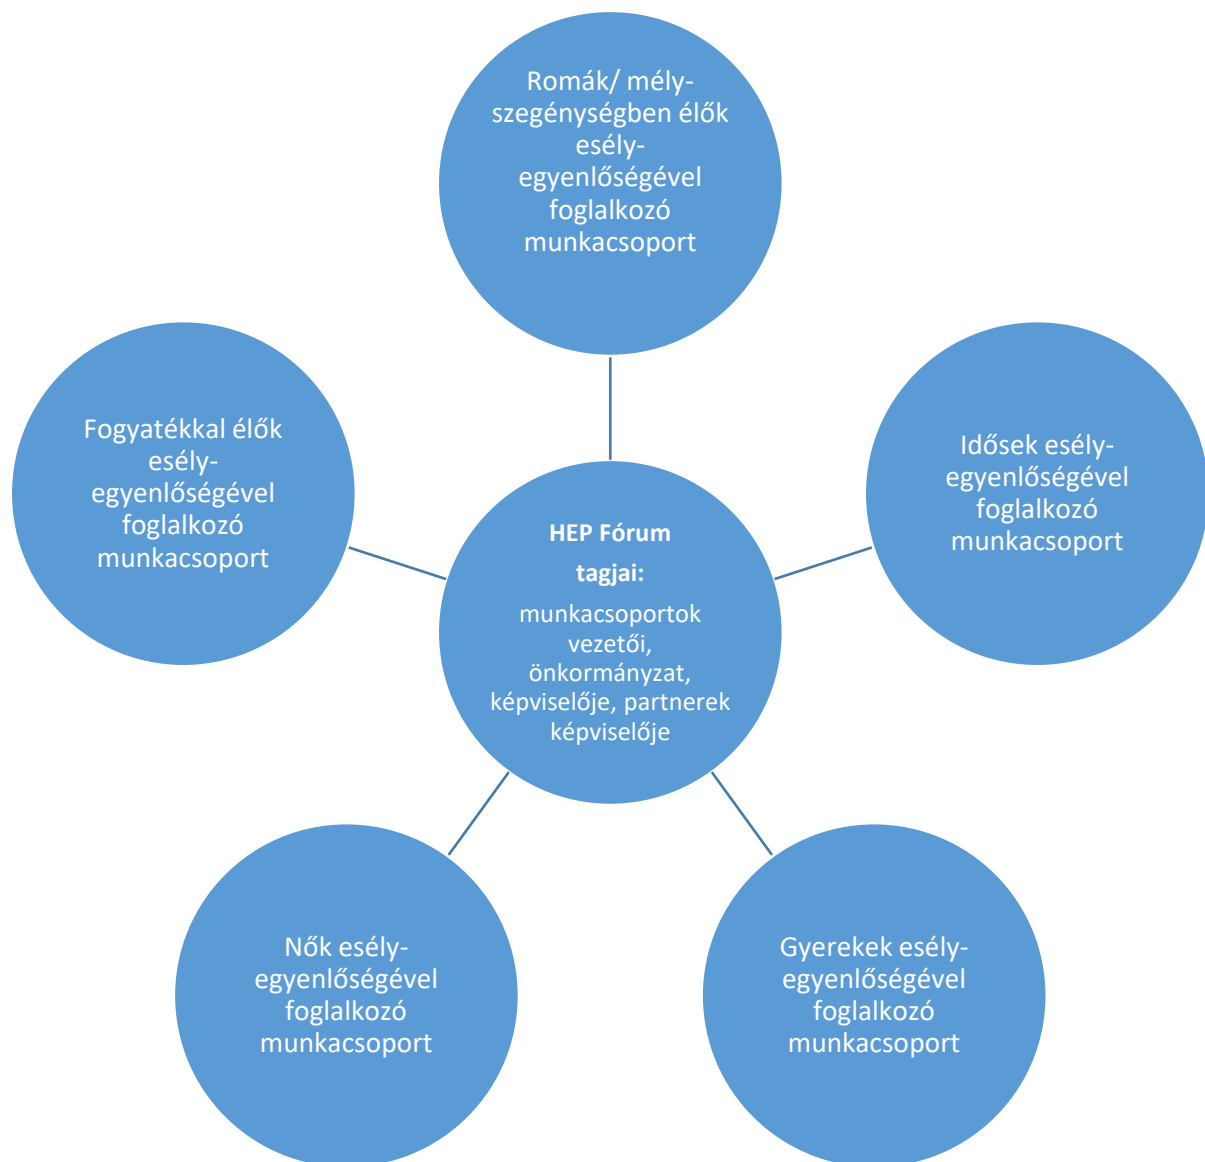 Romák/ mély-
szegénységben élők
esély-
egyenlőségével
foglalkozó
munkacsoport
Fogyatékkal élők
esély-
egyenlőségével
foglalkozó
munkacsoport
Idősek esély-
egyenlőségével
foglalkozó
munkacsoport
HEP Fórum
tagjai:
munkacsoportok
vezetői,
önkormányzat,
képviselője, partnerek
képviselője
Nők esély-
egyenlőségével
foglalkozó
munkacsoport
Gyerekek esély-
egyenlőségével
foglalkozó
munkacsoport